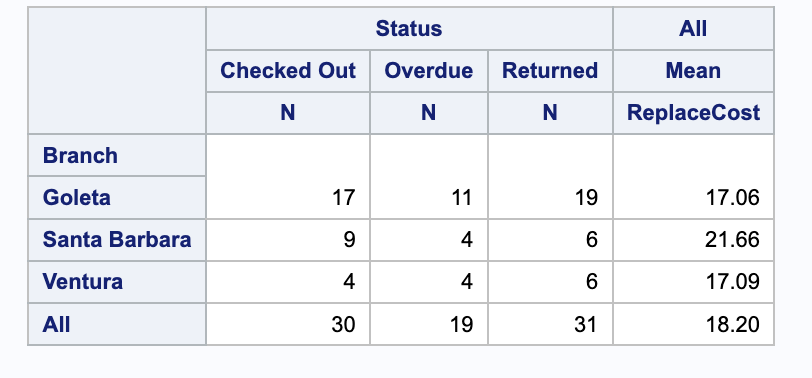 Status All
Checked Out Overdue Returned Mean
N N N ReplaceCost
Branch
Goleta 17 11 19 17.06
Santa Barbara 9 4 6 21.66
Ventura 4 4 6 17.09
All 30 19 31 18.20